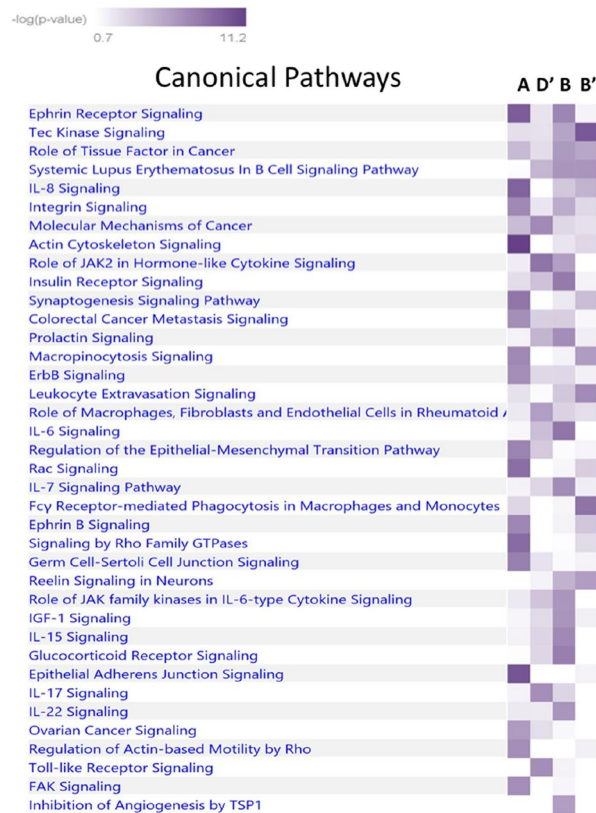 -log(p-value)
0.7 11.2
Canonical Pathways A D’ B B’
Ephrin Receptor Signaling
Tec Kinase Signaling
Role of Tissue Factor in Cancer
Systemic Lupus Erythematosus In B Cell Signaling Pathway
IL-8 Signaling
Integrin Signaling
Molecular Mechanisms of Cancer
Actin Cytoskeleton Signaling
Role of JAK2 in Hormone-like Cytokine Signaling
Insulin Receptor Signaling
Synaptogenesis Signaling Pathway
Colorectal Cancer Metastasis Signaling
Prolactin Signaling
Macropinocytosis Signaling
ErbB Signaling
Leukocyte Extravasation Signaling
Role of Macrophages, Fibroblasts and Endothelial Cells in Rheumatoid
IL-6 Signaling
Regulation of the Epithelial-Mesenchymal Transition Pathway
Rac Signaling
IL-7 Signaling Pathway
Fcγ Receptor-mediated Phagocytosis in Macrophages and Monocytes
Ephrin B Signaling
Signaling by Rho Family GTPases
Germ Cell-Sertoli Cell Junction Signaling
Reelin Signaling in Neurons
Role of JAK family kinases in IL-6-type Cytokine Signaling
IGF-1 Signaling
IL-15 Signaling
Glucocorticoid Receptor Signaling
Epithelial Adherens Junction Signaling
IL-17 Signaling
IL-22 Signaling
Ovarian Cancer Signaling
Regulation of Actin-based Motility by Rho
Toll-like Receptor Signaling
FAK Signaling
Inhibition of Angiogenesis by TSP1